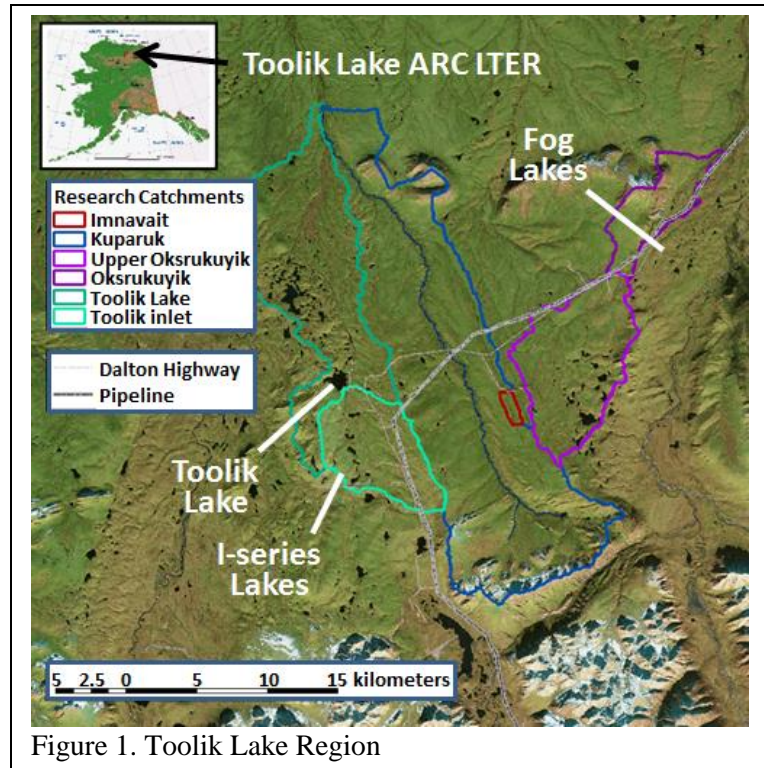 Toolik Lake ARC LTER
Fog
Lakes
Research Catchments
Imnavait
Kuparuk
Upper Oksrukuyik
Oksrukuyik
Toolik Lake
Toolik inlet
Dalton Highway
Pipeline
Toolik
Lake
I-series
Lakes
5 2.5 0 5 10 15 kilometers
Figure 1. Toolik Lake Region